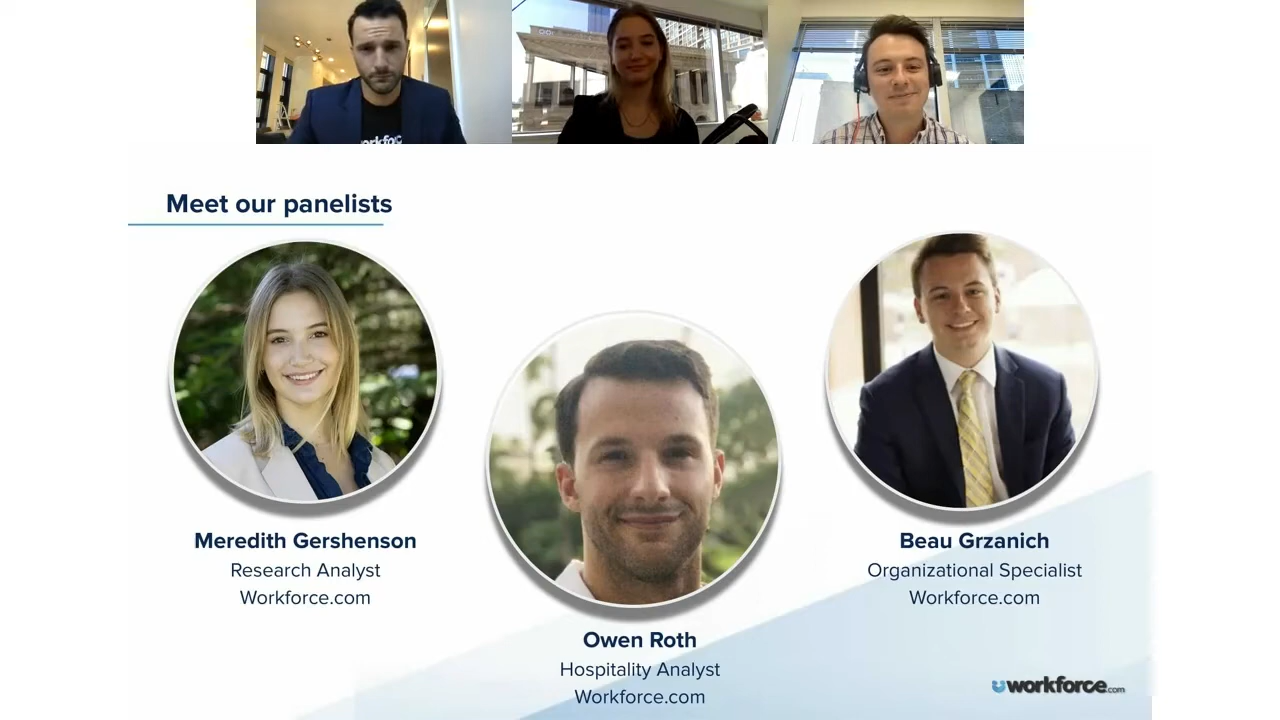 Meet our panelists
Meredith Gershenson
Research Analyst
Workforce.com
Owen Roth
Hospitality Analyst
Workforce.com
Beau Grzanich
Organizational Specialist
Workforce.com
workforce.com